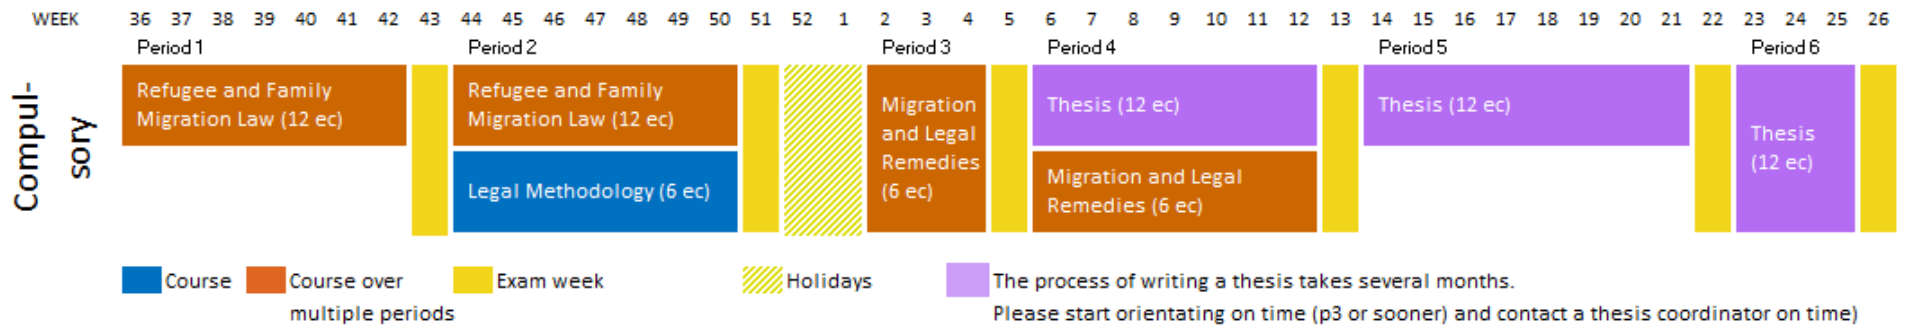 WEEK 36 37 38 39 40 41 42 43 44 45 46 47 48 49 50 51 52 1 2 3 4 5 6 7 8 9 10 11 12 13 14 15 16 17 18 19 20 21 22 23 24 25 26
Period 1 Period 2 Period 3 Period 4 Period 5 Period 6
Compul-
sory
Refugee and Family
Migration Law (12 ec)
Refugee and Family
Migration Law (12 ec)
Legal Methodology (6 ec)
Migration
and Legal
Remedies
(6 ec)
Thesis (12 ec)
Migration and Legal
Remedies (6 ec)
Thesis (12 ec)
Thesis
(12 ec)
Course
Course over
multiple periods
Exam week
Holidays
The process of writing a thesis takes several months.
Please start orientating on time (p3 or sooner) and contact a thesis coordinator on time)